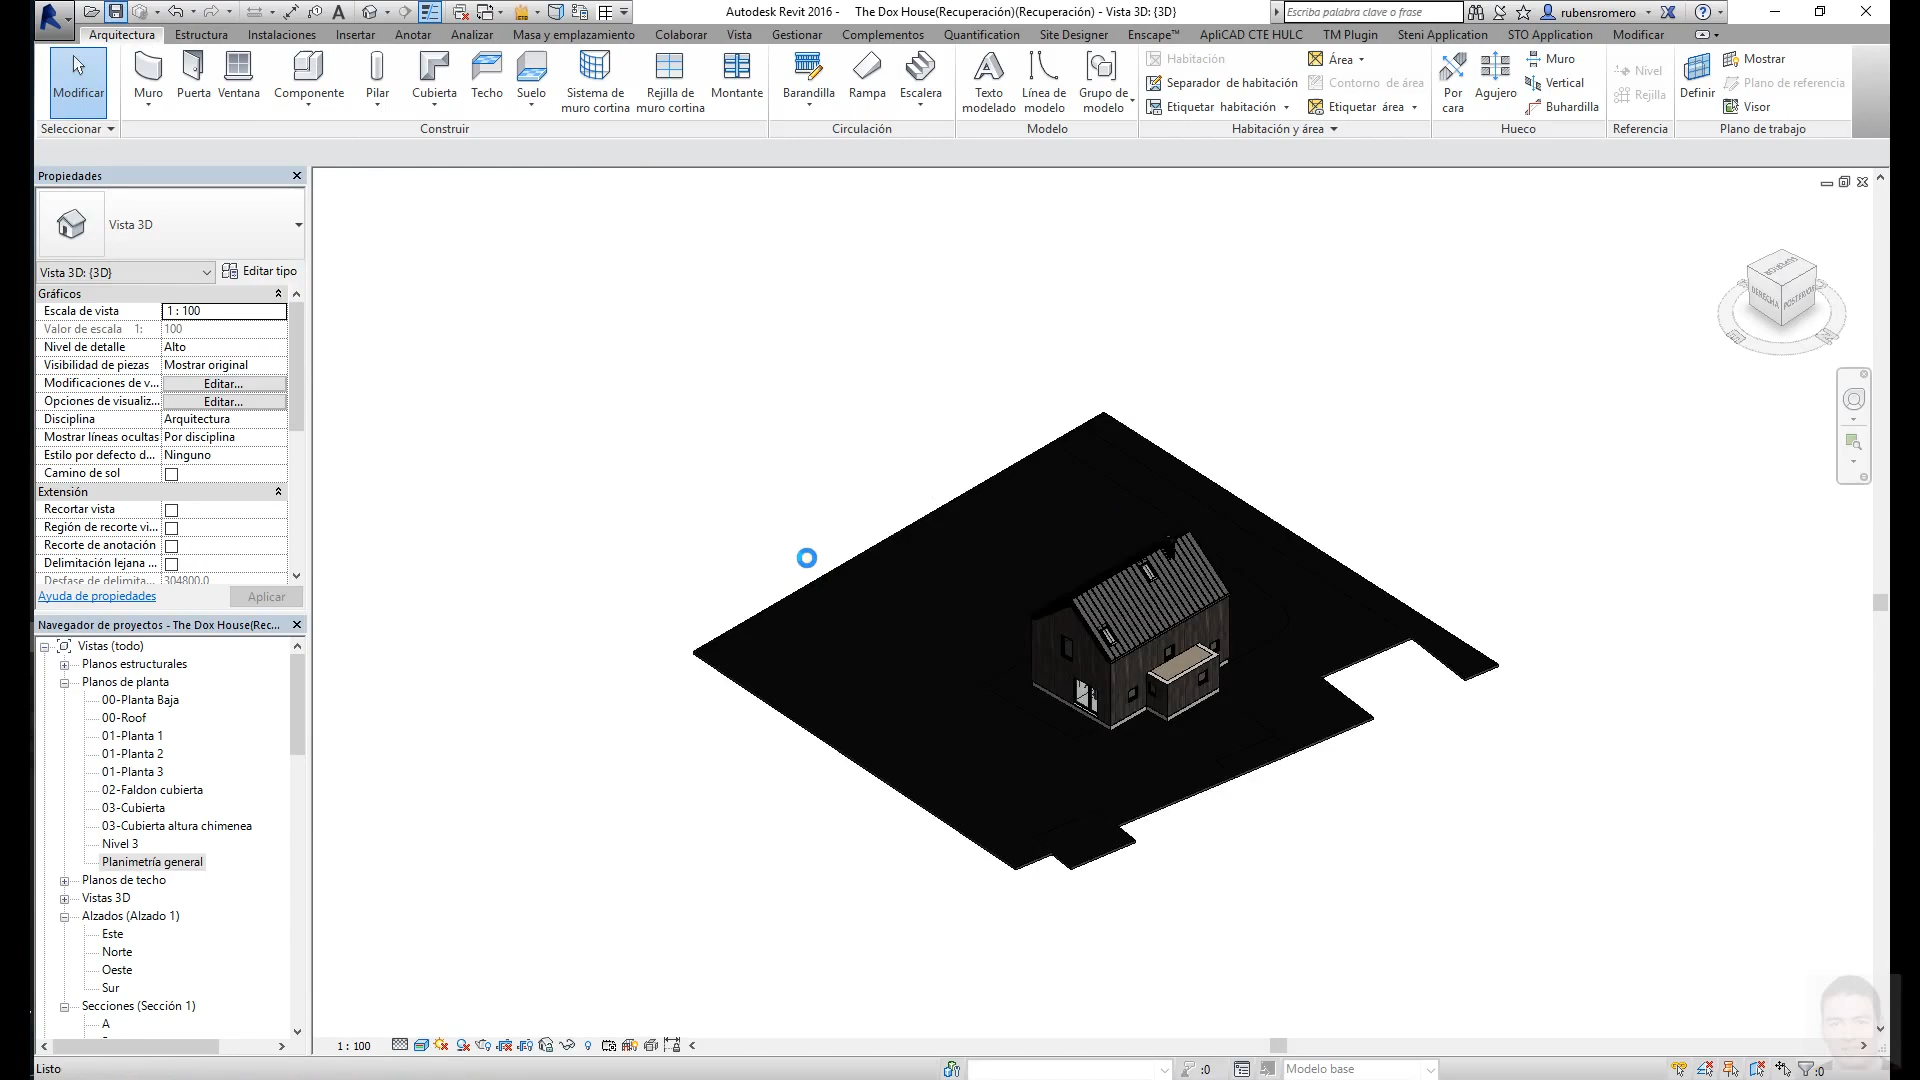 Autodesk Revit 2016 - The Dox House(Recuperación)(Recuperación) - Vista 3D: {3D}
Escriba palabra clave o frase
rubensromero
Arquitectura Estructura Instalaciones Insertar Anotar Analizar Masa y emplazamiento Colaborar Vista Gestionar Complementos Quantification Site Designer Enscape™ ApliCAD CTE HULC TM Plugin Steni Application STO Application Modificar
Modificar
Muro
Puerta
Ventana
Componente
Pilar
Cubierta
Techo
Suelo
Sistema de
muro cortina
Rejilla de
muro cortina
Montante
Barandilla
Rampa
Escalera
Texto
modelado
Línea de
modelo
Grupo de
modelo
Habitación
Separador de habitación
Etiquetar habitación
Área
Contorno de área
Etiquetar área
Por
cara
Agujero
Muro
Vertical
Buhardilla
Nivel
Rejilla
Definir
Mostrar
Plano de referencia
Visor
Seleccionar
Construir
Circulación
Modelo
Habitación y área
Hueco
Referencia
Plano de trabajo
Propiedades
Vista 3D
Vista 3D: {3D}
Editar tipo
Gráficos
Escala de vista 1 : 100
Valor de escala 1: 100
Nivel de detalle Alto
Visibilidad de piezas Mostrar original
Modificaciones de v... Editar...
Opciones de visualiz... Editar...
Disciplina Arquitectura
Mostrar líneas ocultas Por disciplina
Estilo por defecto d... Ninguno
Camino de sol
Extensión
Recortar vista
Región de recorte vi...
Recorte de anotación
Delimitación lejana ...
Desfase de delimita... 304800.0
Ayuda de propiedades
Aplicar
Navegador de proyectos - The Dox House(Rec...
Vistas (todo)
Planos estructurales
Planos de planta
00-Planta Baja
00-Roof
01-Planta 1
01-Planta 2
01-Planta 3
02-Faldon cubierta
03-Cubierta
03-Cubierta altura chimenea
Nivel 3
Planimetría general
Planos de techo
Vistas 3D
Alzados (Alzado 1)
Este
Norte
Oeste
Sur
Secciones (Sección 1)
A
SUPERIOR
DERECHA
POSTERIOR
1 : 100
Listo
:0
Modelo base
:0